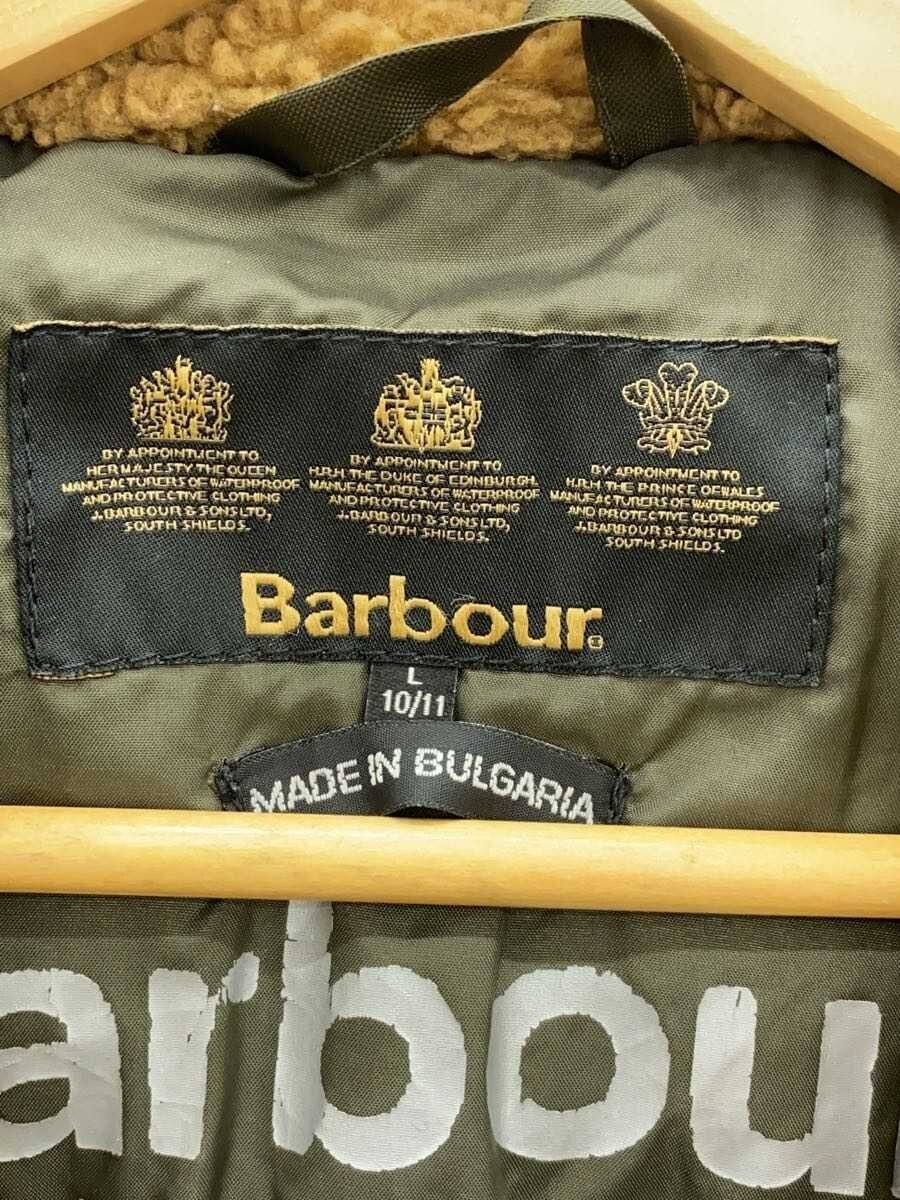 BY APPOINTMENT TO
HER MAJESTY THE QUEEN
MANUFACTURERS OF WATERPROOF
AND PROTECTIVE CLOTHING
J.BARBOUR & SONS LTD,
SOUTH SHIELDS.
BY APPOINTMENT TO
H.R.H. THE DUKE OF EDINBURGH
MANUFACTURERS OF WATERPROOF
AND PROTECTIVE CLOTHING
J.BARBOUR & SONS LTD,
SOUTH SHIELDS.
BY APPOINTMENT TO
H.R.H. THE PRINCE OF WALES
MANUFACTURERS OF WATERPROOF
AND PROTECTIVE CLOTHING
J.BARBOUR & SONS LTD
SOUTH SHIELDS.
Barbour
L
10/11
MADE IN BULGARIA
arbou